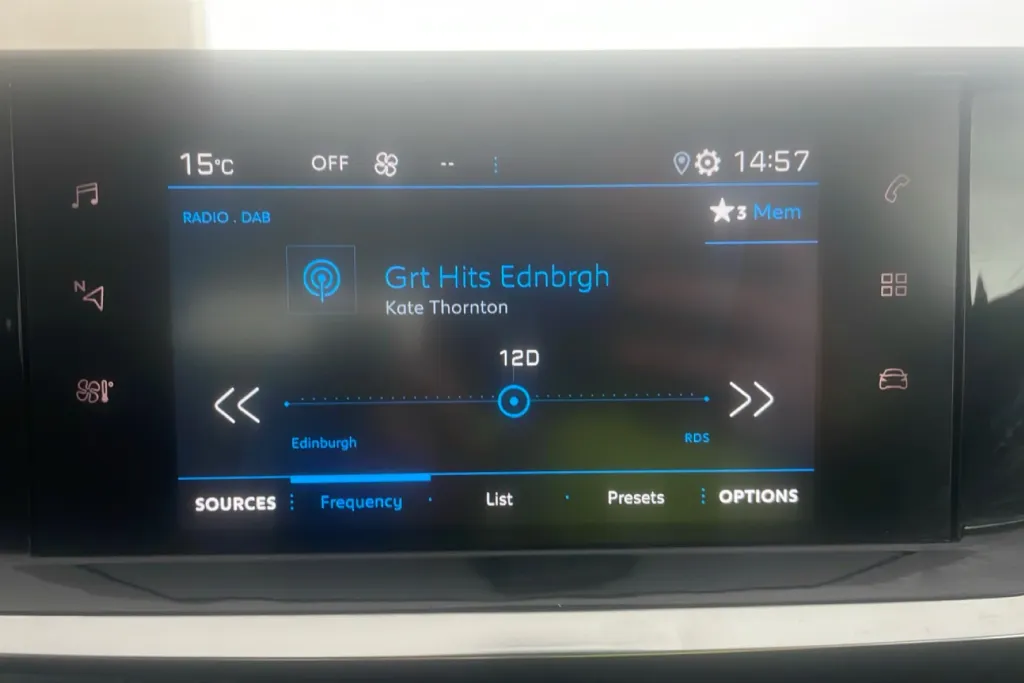 15°C OFF -- 14:57
RADIO . DAB
3 Mem
Grt Hits Ednbrgh
Kate Thornton
12D
Edinburgh
RDS
SOURCES Frequency List Presets OPTIONS
N